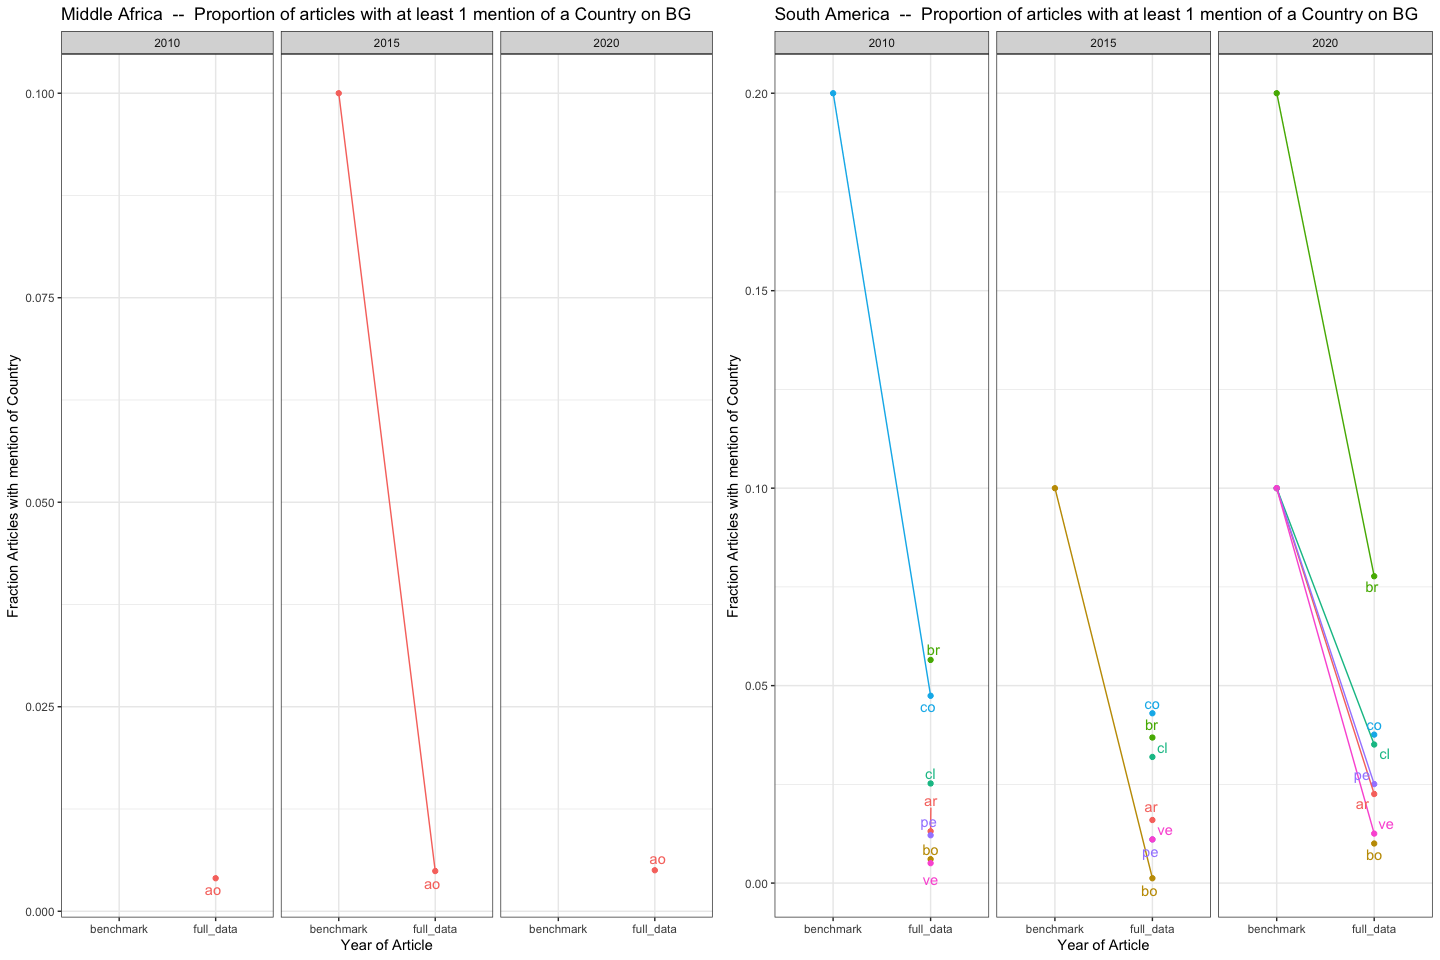 Middle Africa  --  Proportion of articles with at least 1 mention of a Country on BG
2010
2015
2020
Fraction Articles with mention of Country
0.100
0.075
0.050
0.025
0.000
ao
ao
ao
benchmark
full_data
benchmark
full_data
benchmark
full_data
Year of Article
South America  --  Proportion of articles with at least 1 mention of a Country on BG
2010
2015
2020
Fraction Articles with mention of Country
0.20
0.15
0.10
0.05
0.00
br
co
cl
ar
pe
bo
ve
co
br
cl
ar
ve
pe
bo
br
co
cl
pe
ar
ve
bo
benchmark
full_data
benchmark
full_data
benchmark
full_data
Year of Article